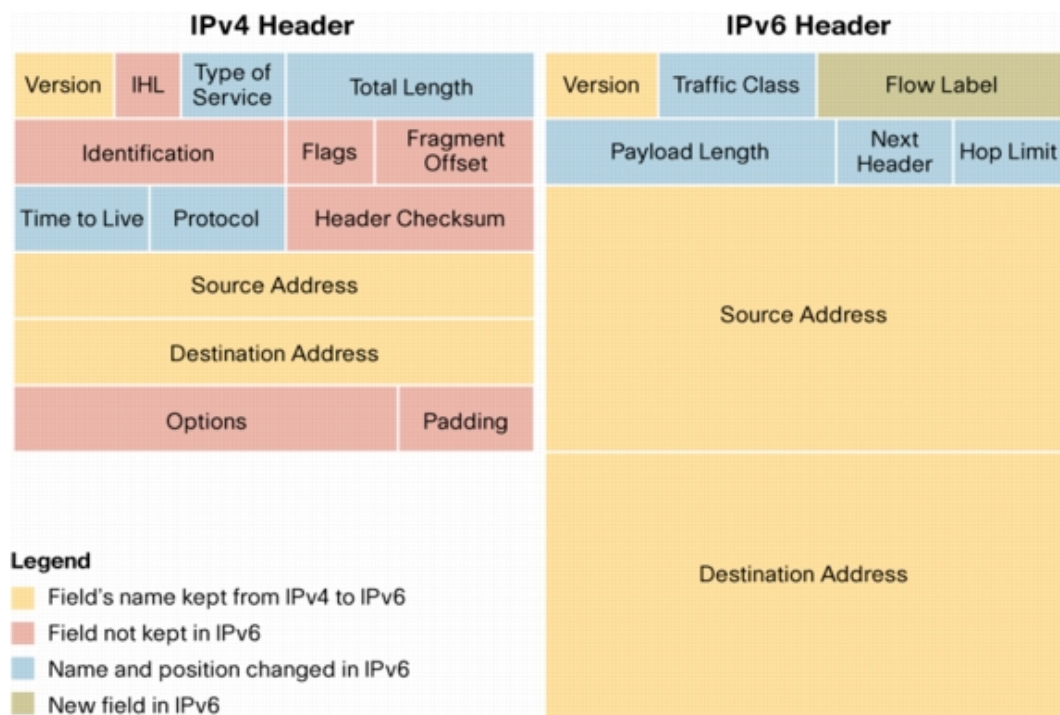 IPv4 Header
IPv6 Header
Version IHL Type of Service Total Length
Identification Flags Fragment Offset
Time to Live Protocol Header Checksum
Source Address
Destination Address
Options Padding
Version Traffic Class Flow Label
Payload Length Next Header Hop Limit
Source Address
Destination Address
Legend
Field's name kept from IPv4 to IPv6
Field not kept in IPv6
Name and position changed in IPv6
New field in IPv6